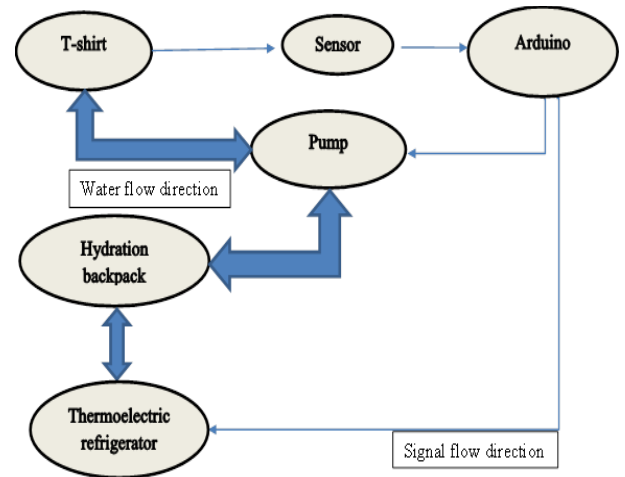 T-shirt
Sensor
Arduino
Pump
Water flow direction
Hydration
backpack
Thermoelectric
refrigerator
Signal flow direction